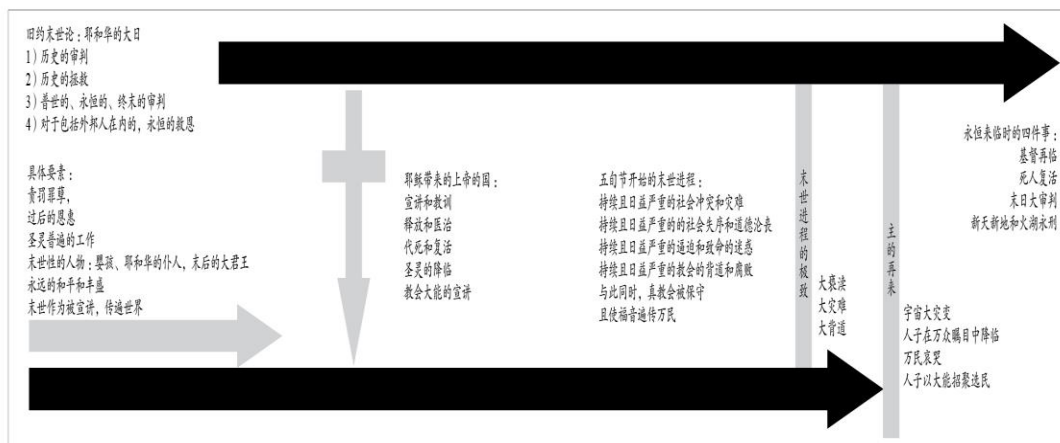 旧约末世论：耶和华的大日
1）历史的审判
2）历史的拯救
3）普世的、永恒的、终末的审判
4）对于包括外邦人在内的，永恒的救恩
具体要素：
责罚罪孽，
过后的恩惠
圣灵普遍的工作
末世性的人物：婴孩、耶和华的仆人，末后的大君王
永远的和平和丰盛
末世作为被宣讲，传遍世界
耶稣带来的上帝的国：
宣讲和教训
释放和医治
代死和复活
圣灵的降临
教会大能的宣讲
五旬节开始的末世进程：
持续且日益严重的社会冲突和灾难
持续且日益严重的的社会失序和道德沦丧
持续且日益严重的逼迫和致命的迷惑
持续且日益严重的教会的背道和腐败
与此同时，真教会被保守
且使福音遍传万民
末世进程的极致
大亵渎
大灾难
大背道
主的再来
宇宙大灾变
人子在万众瞩目中降临
万民哀哭
人子以大能招聚选民
永恒来临时的四件事：
基督再临
死人复活
末日大审判
新天新地和火湖永刑